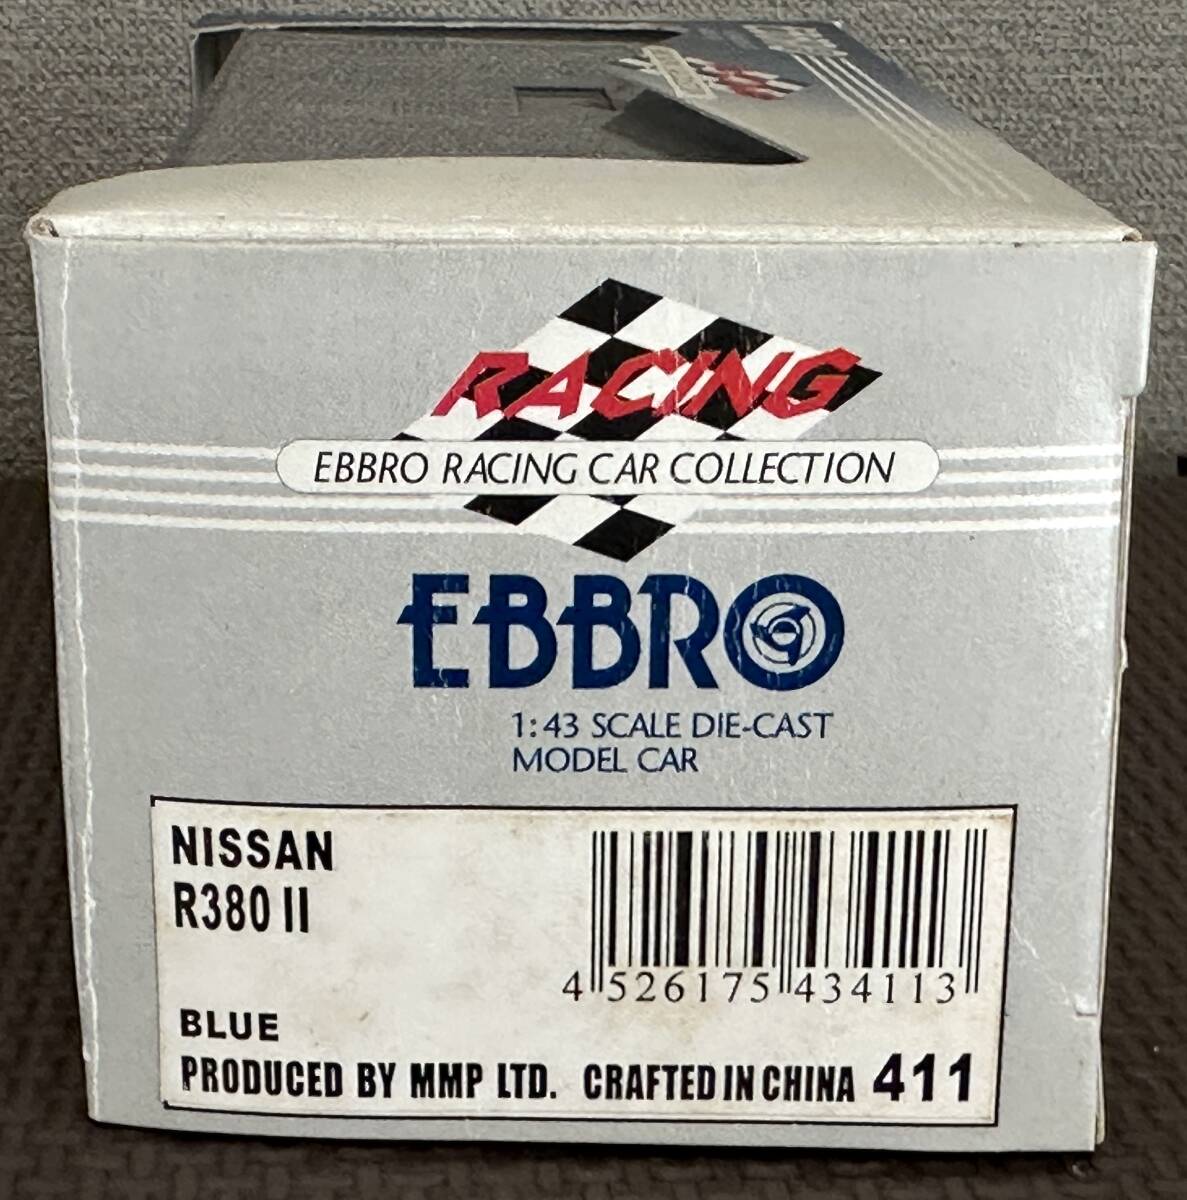 RACING
EBBRO RACING CAR COLLECTION
EBBRO
1:43 SCALE DIE-CAST
MODEL CAR
NISSAN
R380 II
4 526175 434113
BLUE
PRODUCED BY MMP LTD. CRAFTED IN CHINA 411